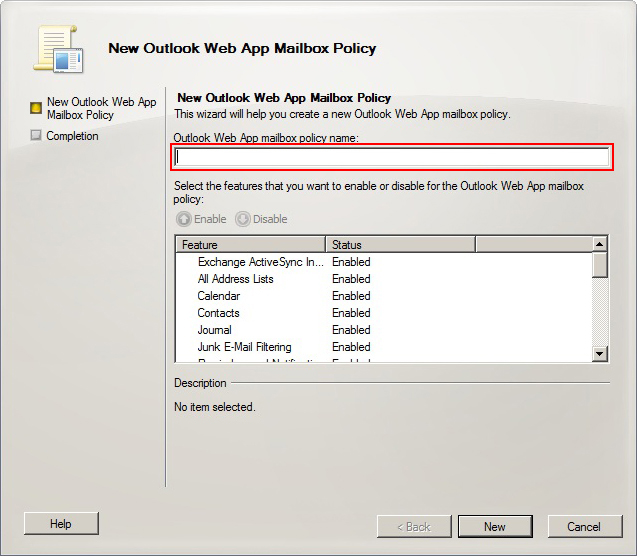 New Outlook Web App Mailbox Policy
New Outlook Web App
Mailbox Policy
Completion
New Outlook Web App Mailbox Policy
This wizard will help you create a new Outlook Web App mailbox policy.
Outlook Web App mailbox policy name:
Select the features that you want to enable or disable for the Outlook Web App mailbox
policy:
Enable Disable
Feature Status
Exchange ActiveSync In... Enabled
All Address Lists Enabled
Calendar Enabled
Contacts Enabled
Journal Enabled
Junk E-Mail Filtering Enabled
Enabled
Description
No item selected.
Help < Back New Cancel